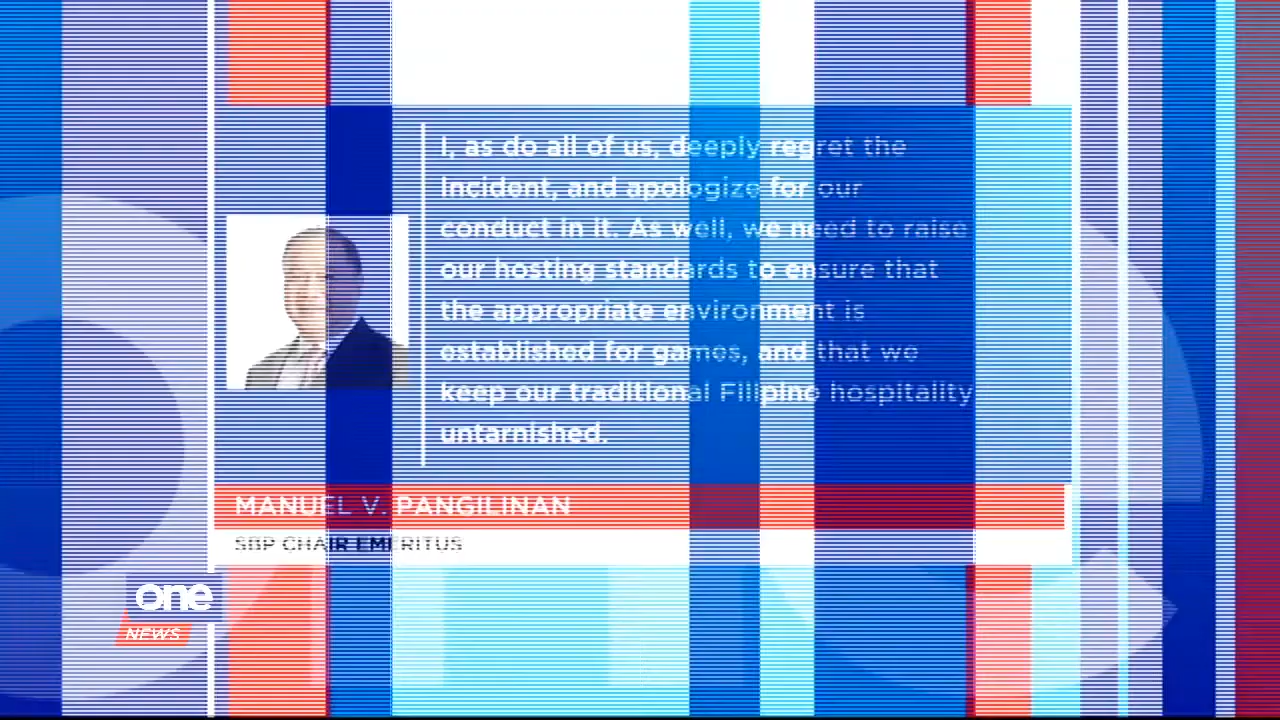 I, as do all of us, deeply regret the
incident, and apologize for our
conduct in it. As well, we need to raise
our hosting standards to ensure that
the appropriate environment is
established for games, and that we
keep our traditional Filipino hospitality
untarnished.
MANUEL V. PANGILINAN
SBP CHAIR EMERITUS
one
NEWS